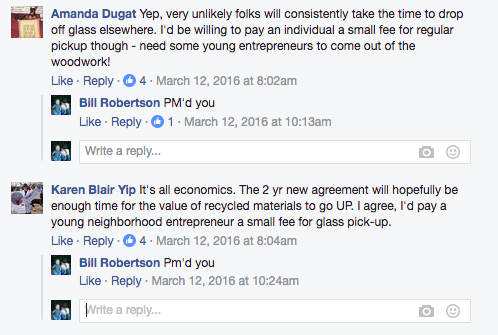 Amanda Dugat Yep, very unlikely folks will consistently take the time to drop
off glass elsewhere. I'd be willing to pay an individual a small fee for regular
pickup though - need some young entrepreneurs to come out of the
woodwork!
Like · Reply · 4 · March 12, 2016 at 8:02am
Bill Robertson PM'd you
Like · Reply · 1 · March 12, 2016 at 10:13am
Write a reply...
Karen Blair Yip It's all economics. The 2 yr new agreement will hopefully be
enough time for the value of recycled materials to go UP. I agree, I'd pay a
young neighborhood entrepreneur a small fee for glass pick-up.
Like · Reply · 4 · March 12, 2016 at 8:04am
Bill Robertson Pm'd you
Like · Reply · March 12, 2016 at 10:24am
Write a reply...